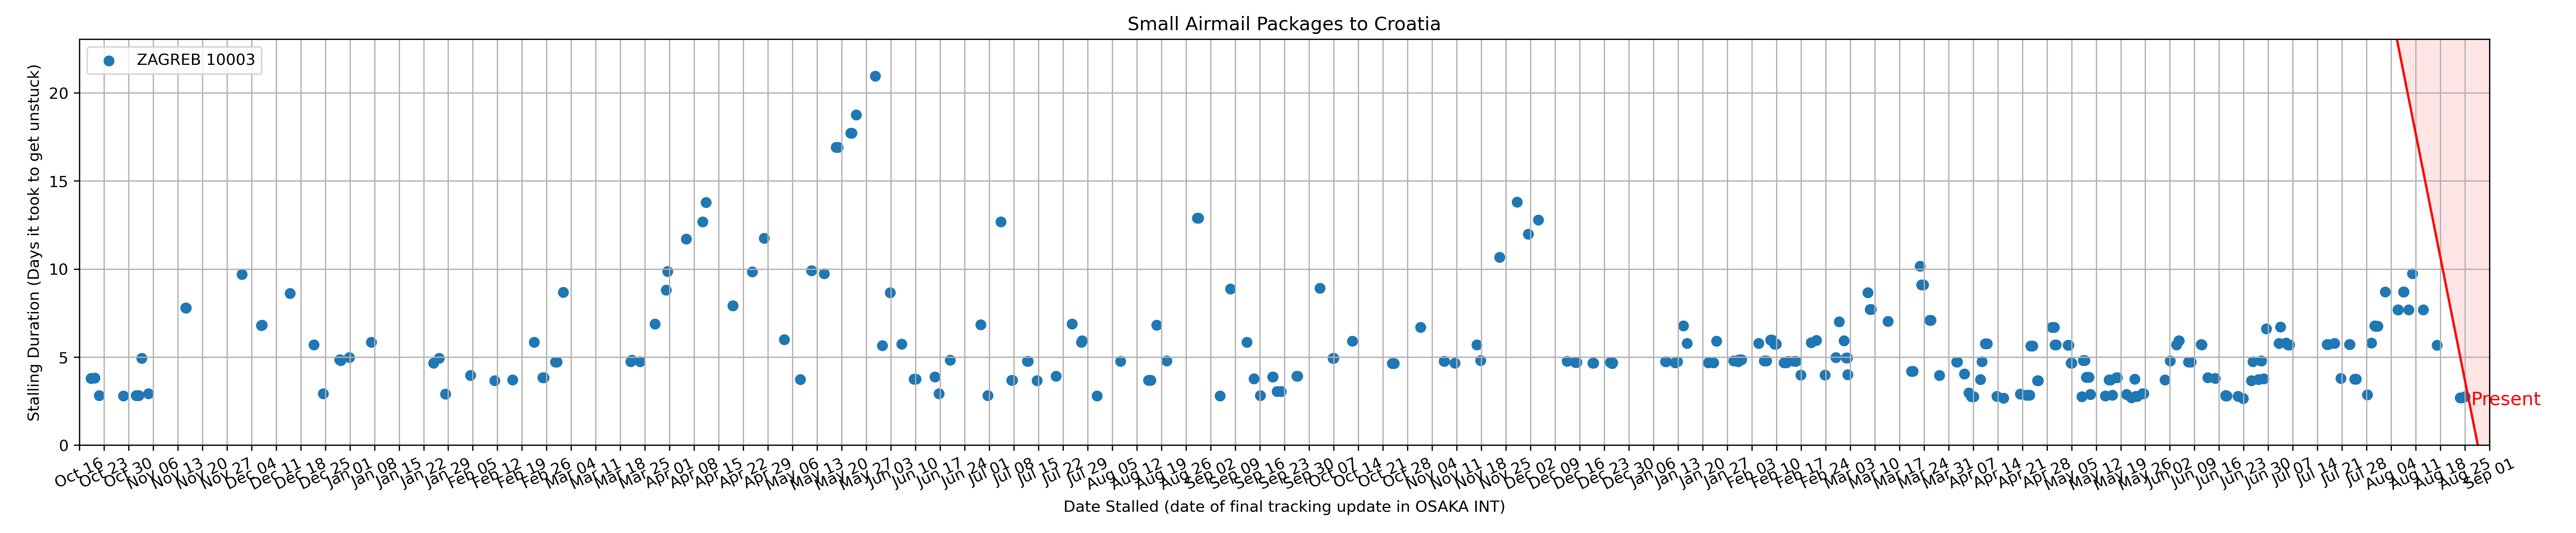 Small Airmail Packages to Croatia
ZAGREB 10003
Stalling Duration (Days it took to get unstuck)
20
15
10
5
0
Present
Oct 16
Oct 23
Oct 30
Nov 06
Nov 13
Nov 20
Nov 27
Dec 04
Dec 11
Dec 18
Dec 25
Jan 01
Jan 08
Jan 15
Jan 22
Jan 29
Feb 05
Feb 12
Feb 19
Feb 26
Mar 04
Mar 11
Mar 18
Mar 25
Apr 01
Apr 08
Apr 15
Apr 22
Apr 29
May 06
May 13
May 20
May 27
Jun 03
Jun 10
Jun 17
Jun 24
Jul 01
Jul 08
Jul 15
Jul 22
Jul 29
Aug 05
Aug 12
Aug 19
Aug 26
Sep 02
Sep 09
Sep 16
Sep 23
Sep 30
Oct 07
Oct 14
Oct 21
Oct 28
Nov 04
Nov 11
Nov 18
Nov 25
Dec 02
Dec 09
Dec 16
Dec 23
Dec 30
Jan 06
Jan 13
Jan 20
Jan 27
Feb 03
Feb 10
Feb 17
Feb 24
Mar 03
Mar 10
Mar 17
Mar 24
Mar 31
Apr 07
Apr 14
Apr 21
Apr 28
May 05
May 12
May 19
May 26
Jun 02
Jun 09
Jun 16
Jun 23
Jun 30
Jul 07
Jul 14
Jul 21
Jul 28
Aug 04
Aug 11
Aug 18
Aug 25
Sep 01
Date Stalled (date of final tracking update in OSAKA INT)